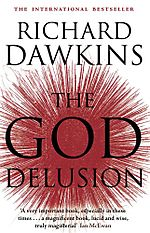 THE INTERNATIONAL BESTSELLER
RICHARD
DAWKINS
THE
GOD
DELUSION
'A very important book, especially in these
times . . . a magnificent book, lucid and wise,
truly magisterial' Ian McEwan